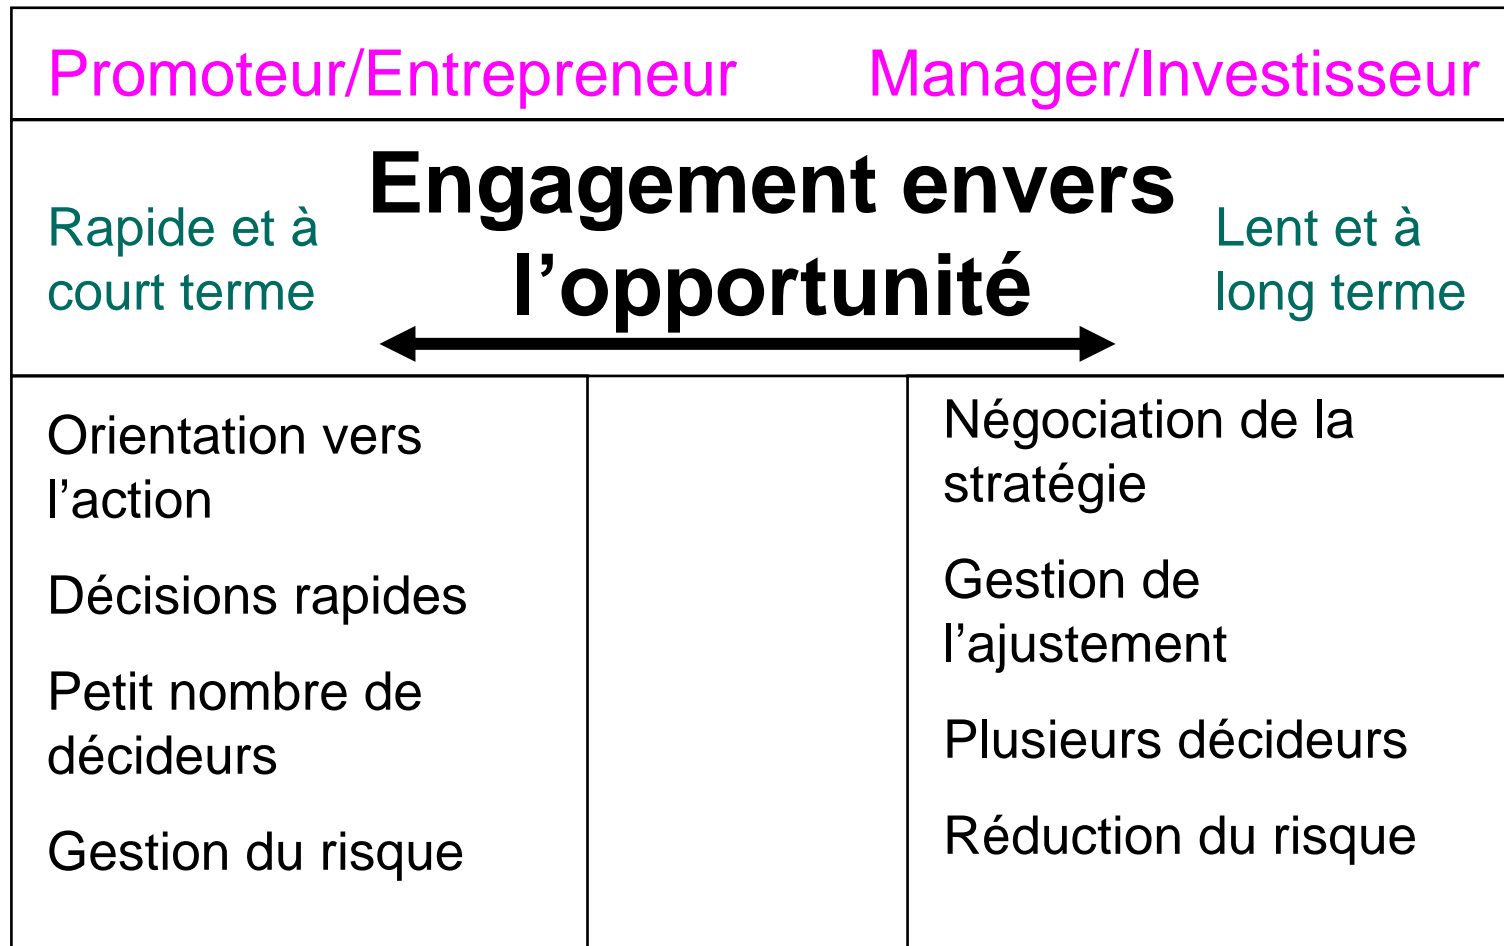 Promoteur/Entrepreneur Manager/Investisseur
Engagement envers
l’opportunité
Rapide et à
court terme
Lent et à
long terme
Orientation vers
l’action
Décisions rapides
Petit nombre de
décideurs
Gestion du risque
Négociation de la
stratégie
Gestion de
l’ajustement
Plusieurs décideurs
Réduction du risque